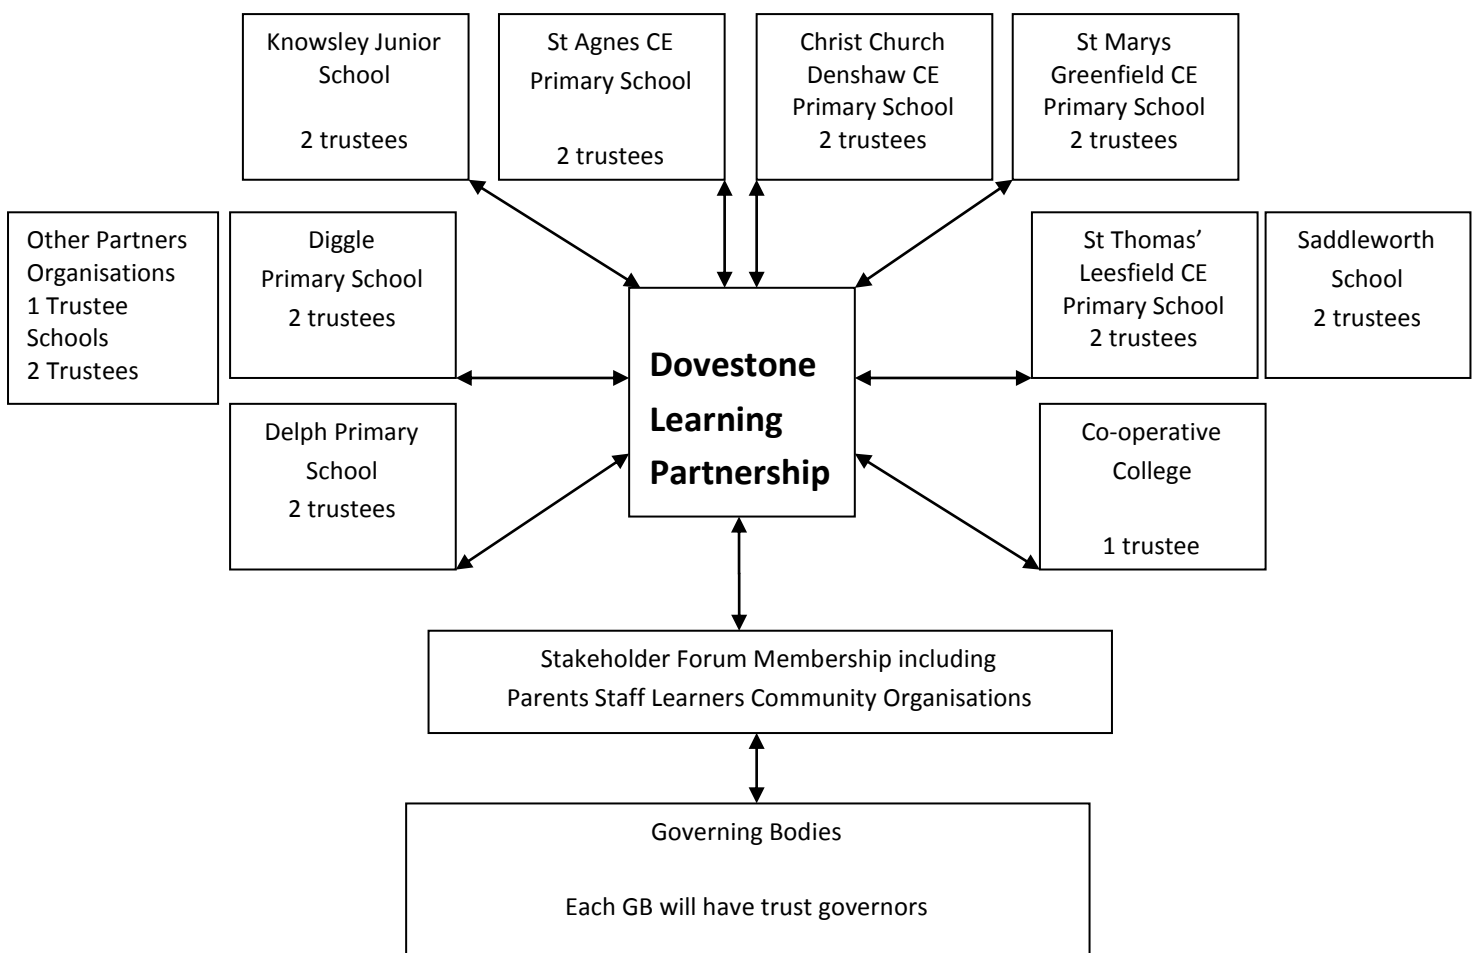 Knowsley Junior
School
2 trustees
St Agnes CE
Primary School
2 trustees
Christ Church
Denshaw CE
Primary School
2 trustees
St Marys
Greenfield CE
Primary School
2 trustees
Other Partners
Organisations
1 Trustee
Schools
2 Trustees
Diggle
Primary School
2 trustees
St Thomas’
Leesfield CE
Primary School
2 trustees
Saddleworth
School
2 trustees
Dovestone
Learning
Partnership
Delph Primary
School
2 trustees
Co-operative
College
1 trustee
Stakeholder Forum Membership including
Parents Staff Learners Community Organisations
Governing Bodies
Each GB will have trust governors